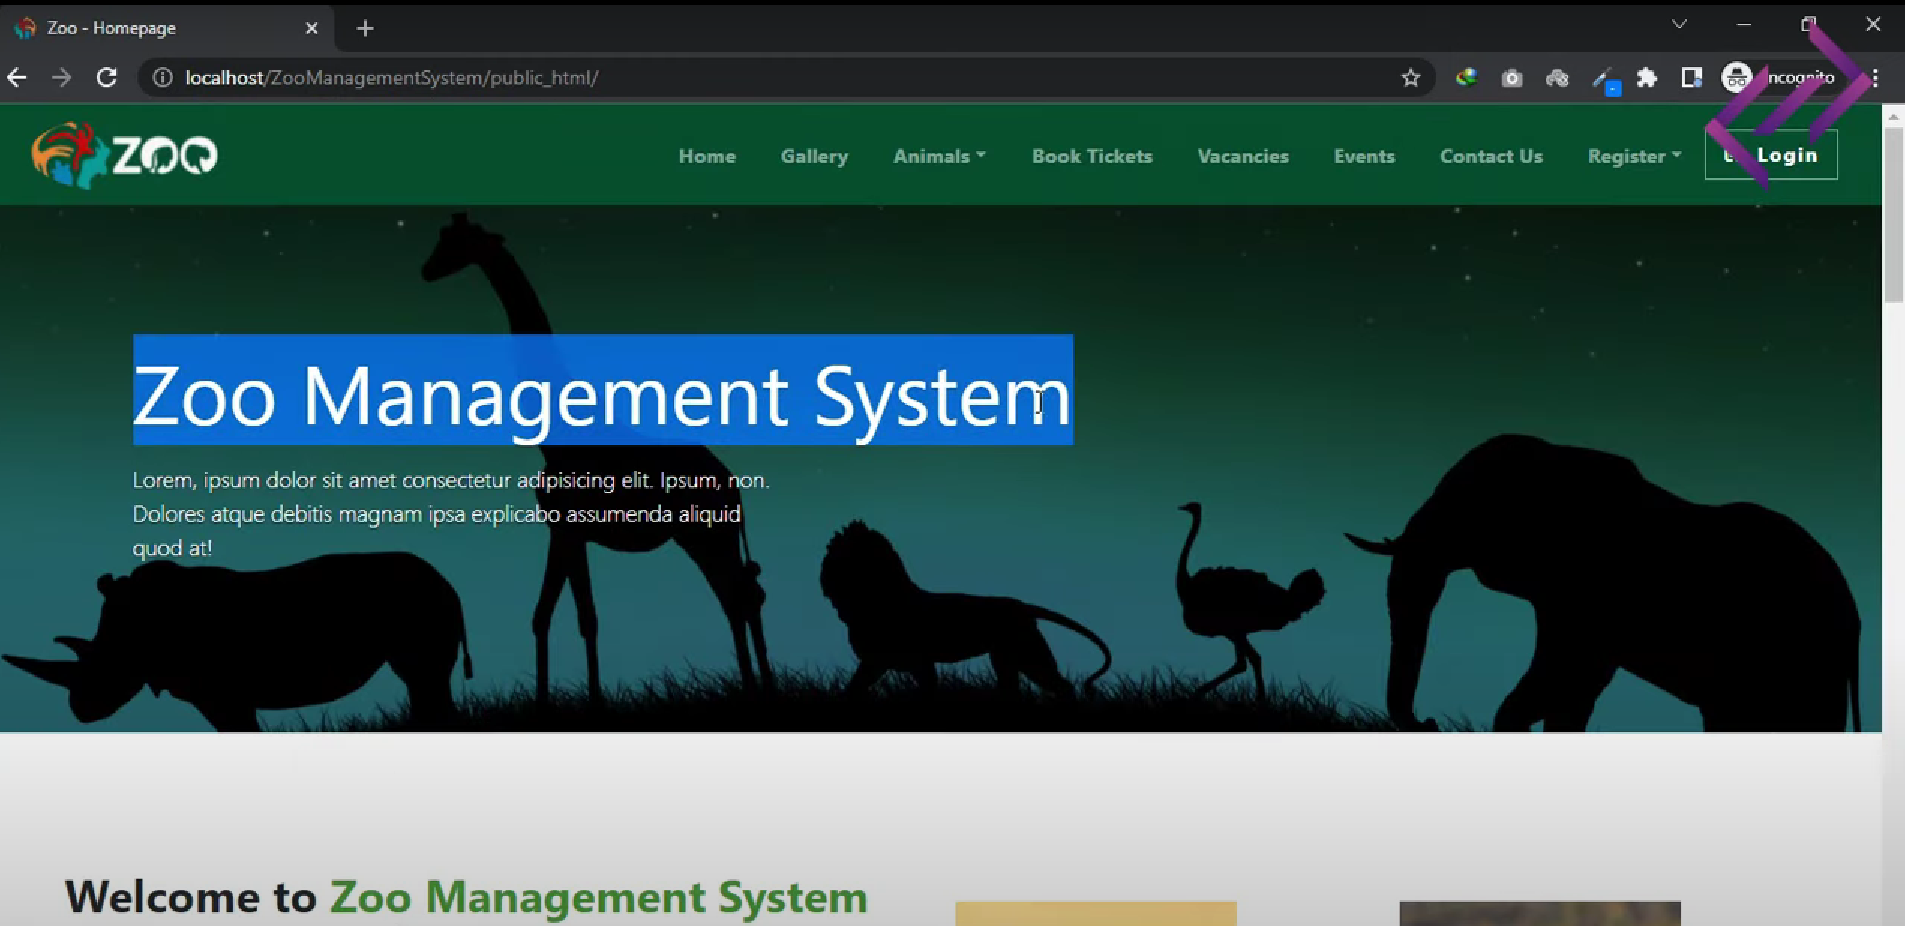 Zoo - Homepage
localhost/ZooManagementSystem/public_html/
Incognito
ZOO
Home Gallery Animals Book Tickets Vacancies Events Contact Us Register Login
Zoo Management System
Lorem, ipsum dolor sit amet consectetur adipisicing elit. Ipsum, non.
Dolores atque debitis magnam ipsa explicabo assumenda aliquid
quod at!
Welcome to Zoo Management System